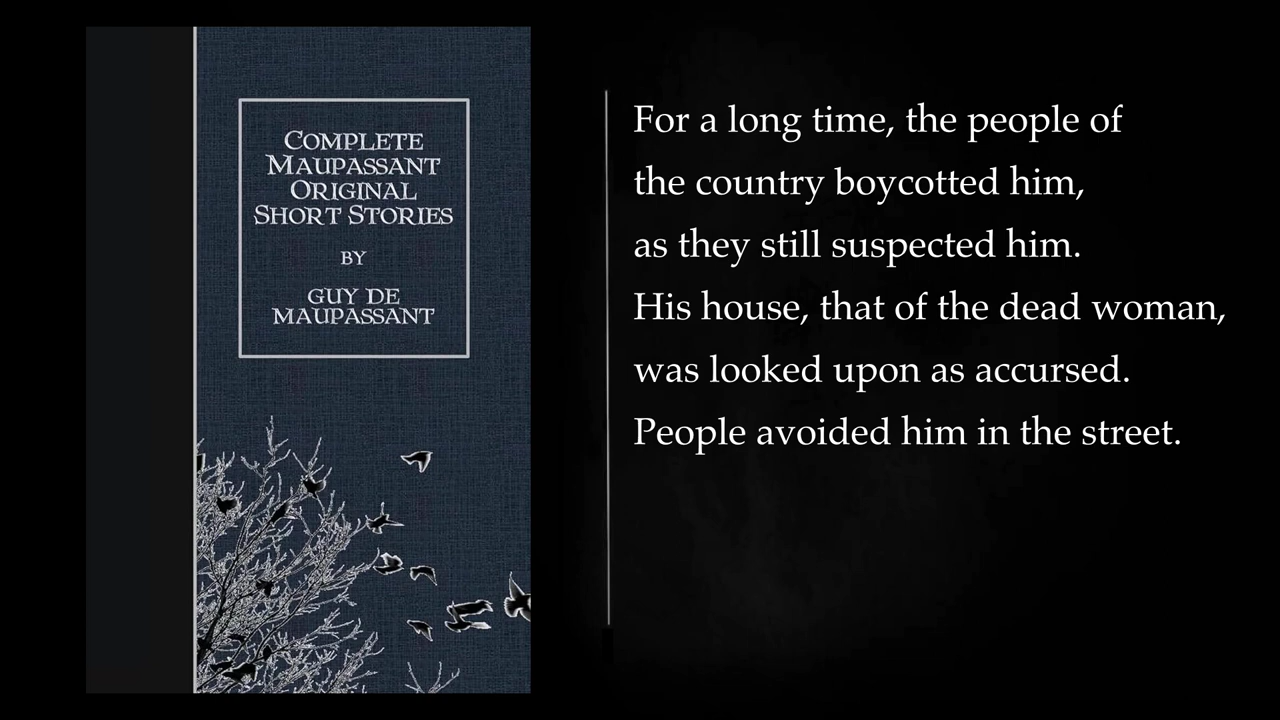 COMPLETE
MAUPASSANT
ORIGINAL
SHORT STORIES
BY
GUY DE
MAUPASSANT
For a long time, the people of
the country boycotted him,
as they still suspected him.
His house, that of the dead woman,
was looked upon as accursed.
People avoided him in the street.